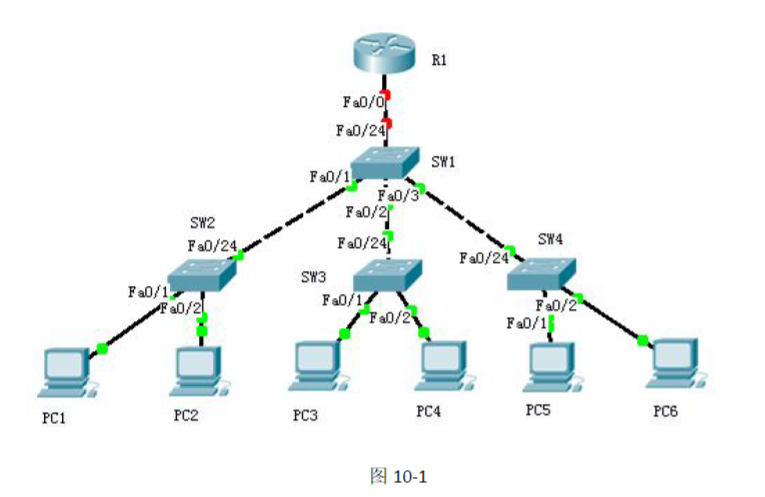 R1
Fa0/0
Fa0/24
SW1
Fa0/1
Fa0/3
Fa0/2
SW2
Fa0/24
Fa0/24
SW4
Fa0/24
SW3
Fa0/1
Fa0/2
Fa0/1
Fa0/2
Fa0/2
Fa0/1
PC1
PC2
PC3
PC4
PC5
PC6
图 10-1